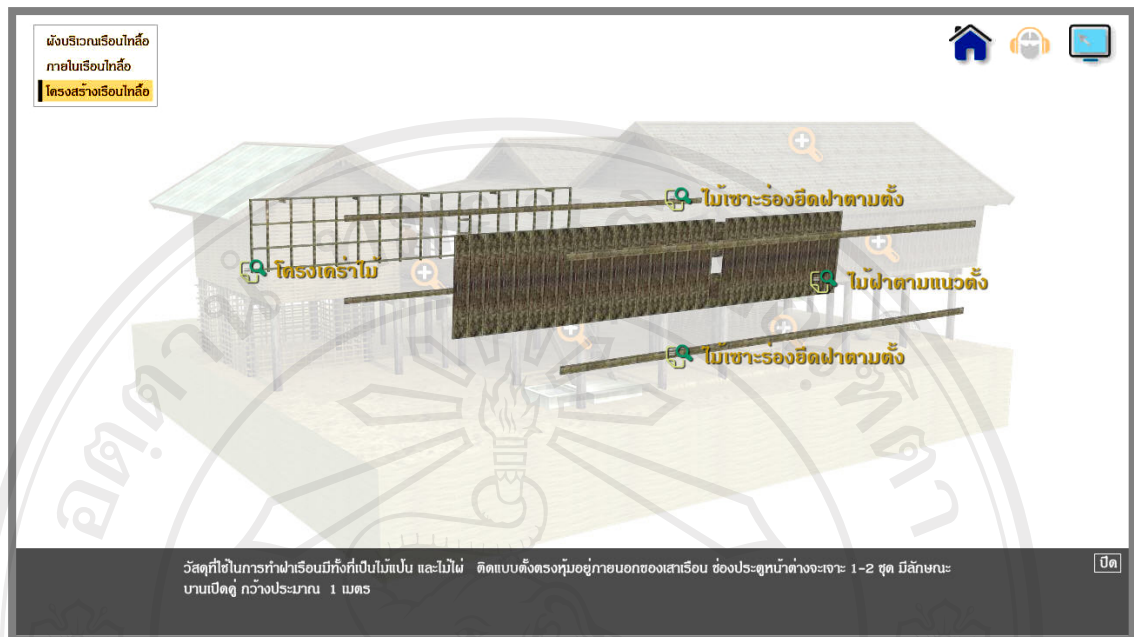 ผังบริเวณเรือนไทลื้อ
ภายในเรือนไทลื้อ
โครงสร้างเรือนไทลื้อ
ไม้เซาะร่องยึดฝาตามตั้ง
โครงเคร่าไม้
ไม้ฝาตามแนวตั้ง
ไม้เซาะร่องยึดฝาตามตั้ง
วัสดุที่ใช้ในการทำฝาเรือนมีทั้งที่เป็นไม้แป้น และไม้ไผ่ ติดแบบตั้งตรงหุ้มอยู่ภายนอกของเสาเรือน ช่องประตูหน้าต่างจะเจาะ 1-2 ชุด มีลักษณะ
บานเปิดคู่ กว้างประมาณ 1 เมตร
ปิด